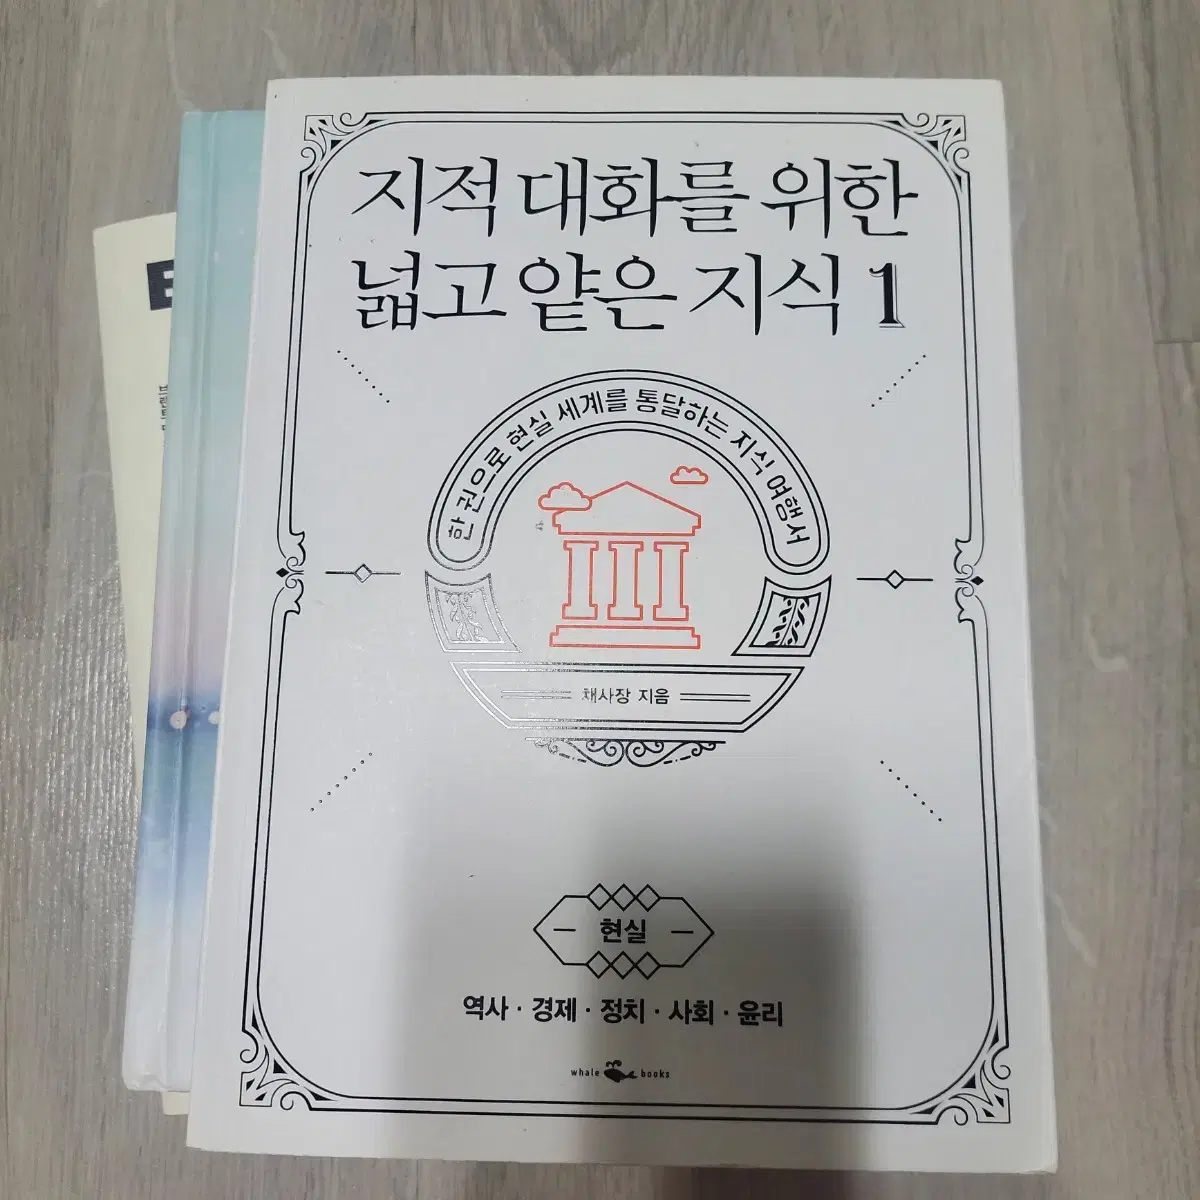 지적 대화를 위한
넓고 얕은 지식 1
한 권으로 현실 세계를 통달하는 지식 여행서
채사장 지음
현실
역사 · 경제 · 정치 · 사회 · 윤리
whale books